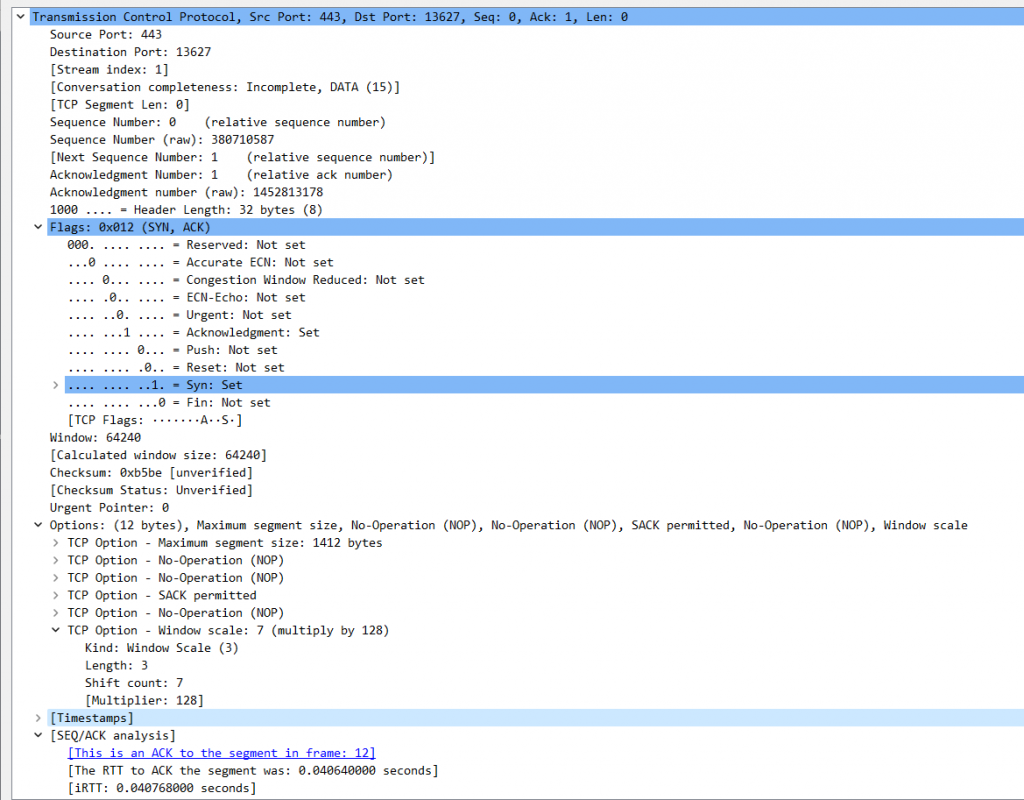 Transmission Control Protocol, Src Port: 443, Dst Port: 13627, Seq: 0, Ack: 1, Len: 0
Source Port: 443
Destination Port: 13627
[Stream index: 1]
[Conversation completeness: Incomplete, DATA (15)]
[TCP Segment Len: 0]
Sequence Number: 0    (relative sequence number)
Sequence Number (raw): 380710587
[Next Sequence Number: 1    (relative sequence number)]
Acknowledgment Number: 1    (relative ack number)
Acknowledgment number (raw): 1452813178
1000 .... = Header Length: 32 bytes (8)
Flags: 0x012 (SYN, ACK)
000. .... .... = Reserved: Not set
...0 .... .... = Accurate ECN: Not set
.... 0... .... = Congestion Window Reduced: Not set
.... .0.. .... = ECN-Echo: Not set
.... ..0. .... = Urgent: Not set
.... ...1 .... = Acknowledgment: Set
.... .... 0... = Push: Not set
.... .... .0.. = Reset: Not set
.... .... ..1. = Syn: Set
.... .... ...0 = Fin: Not set
[TCP Flags: ·······A··S·]
Window: 64240
[Calculated window size: 64240]
Checksum: 0xb5be [unverified]
[Checksum Status: Unverified]
Urgent Pointer: 0
Options: (12 bytes), Maximum segment size, No-Operation (NOP), No-Operation (NOP), SACK permitted, No-Operation (NOP), Window scale
TCP Option - Maximum segment size: 1412 bytes
TCP Option - No-Operation (NOP)
TCP Option - No-Operation (NOP)
TCP Option - SACK permitted
TCP Option - No-Operation (NOP)
TCP Option - Window scale: 7 (multiply by 128)
Kind: Window Scale (3)
Length: 3
Shift count: 7
[Multiplier: 128]
[Timestamps]
[SEQ/ACK analysis]
[This is an ACK to the segment in frame: 12]
[The RTT to ACK the segment was: 0.040640000 seconds]
[iRTT: 0.040768000 seconds]